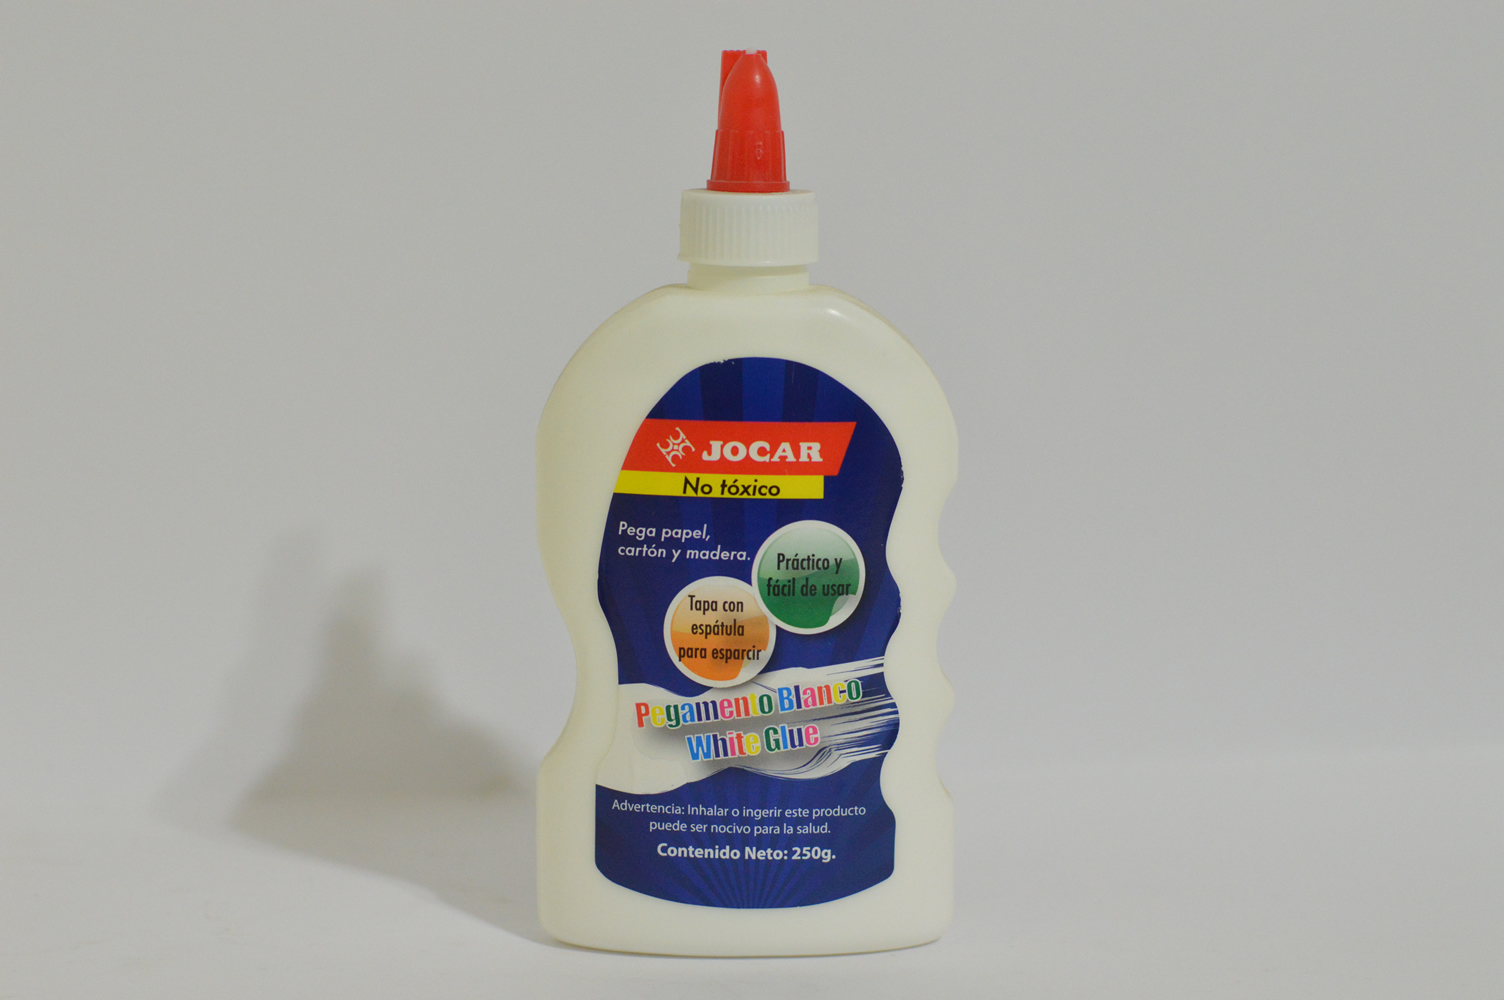 JOCAR
No tóxico
Pega papel,
cartón y madera.
Práctico y
fácil de usar
Tapa con
espátula
para esparcir
Pegamento Blanco
White Glue
Advertencia: Inhalar o ingerir este producto
puede ser nocivo para la salud.
Contenido Neto: 250g.